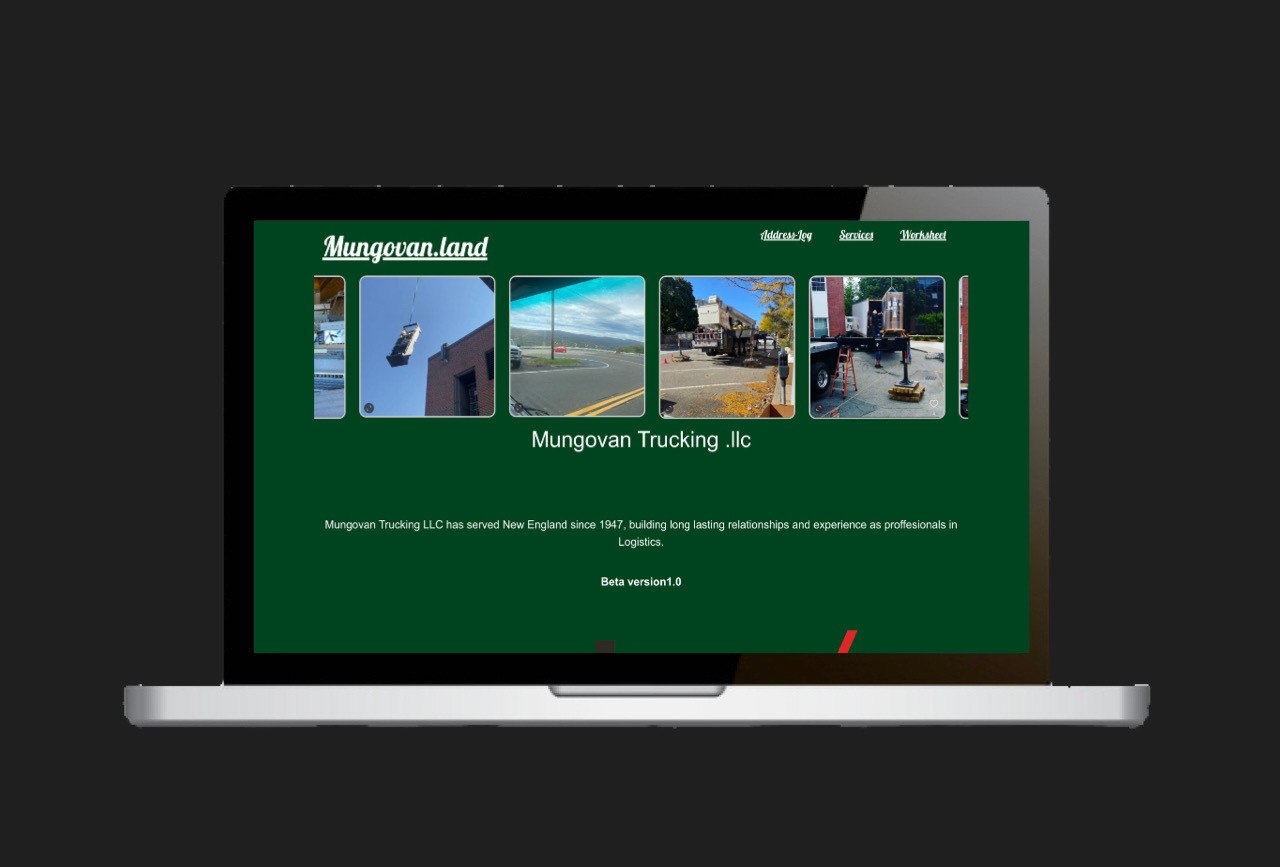 Mungovan.land
Address-Log Services Worksheet
Mungovan Trucking .llc
Mungovan Trucking LLC has served New England since 1947, building long lasting relationships and experience as proffesionals in
Logistics.
Beta version1.0